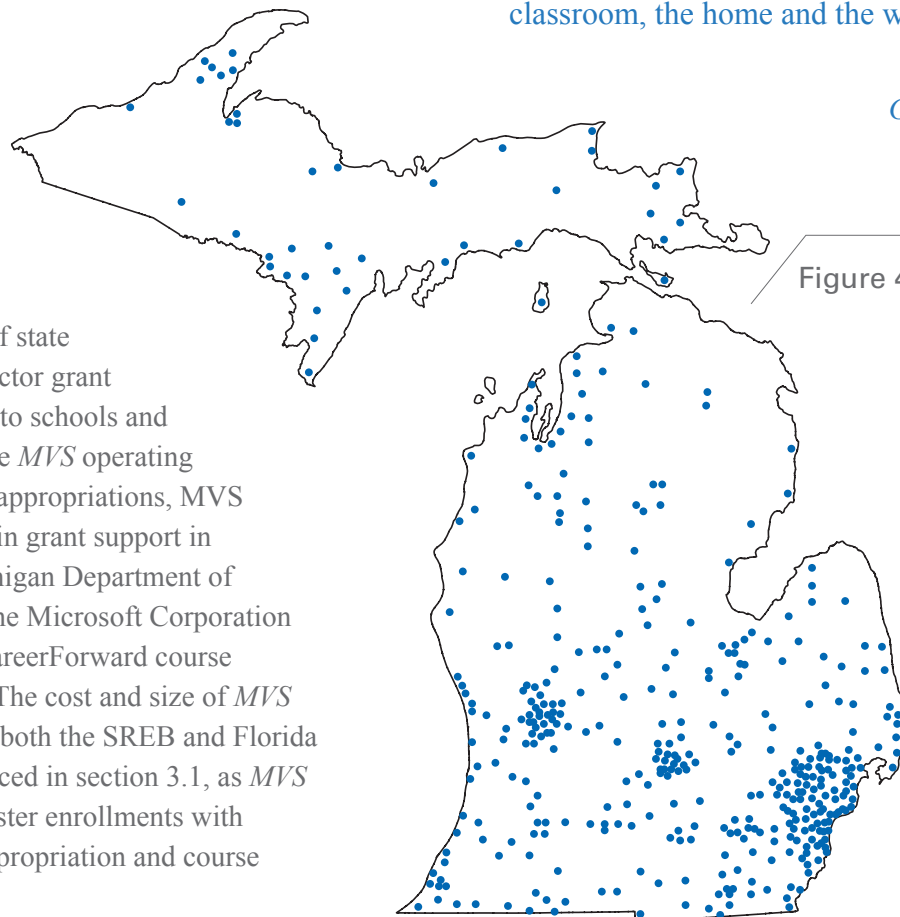 classroom, the home and the w
Figure 4
f state
ctor grant
to schools and
e MVS operating
appropriations, MVS
in grant support in
nigan Department of
ne Microsoft Corporation
areerForward course
The cost and size of MVS
both the SREB and Florida
ced in section 3.1, as MVS
ster enrollments with
propriation and course